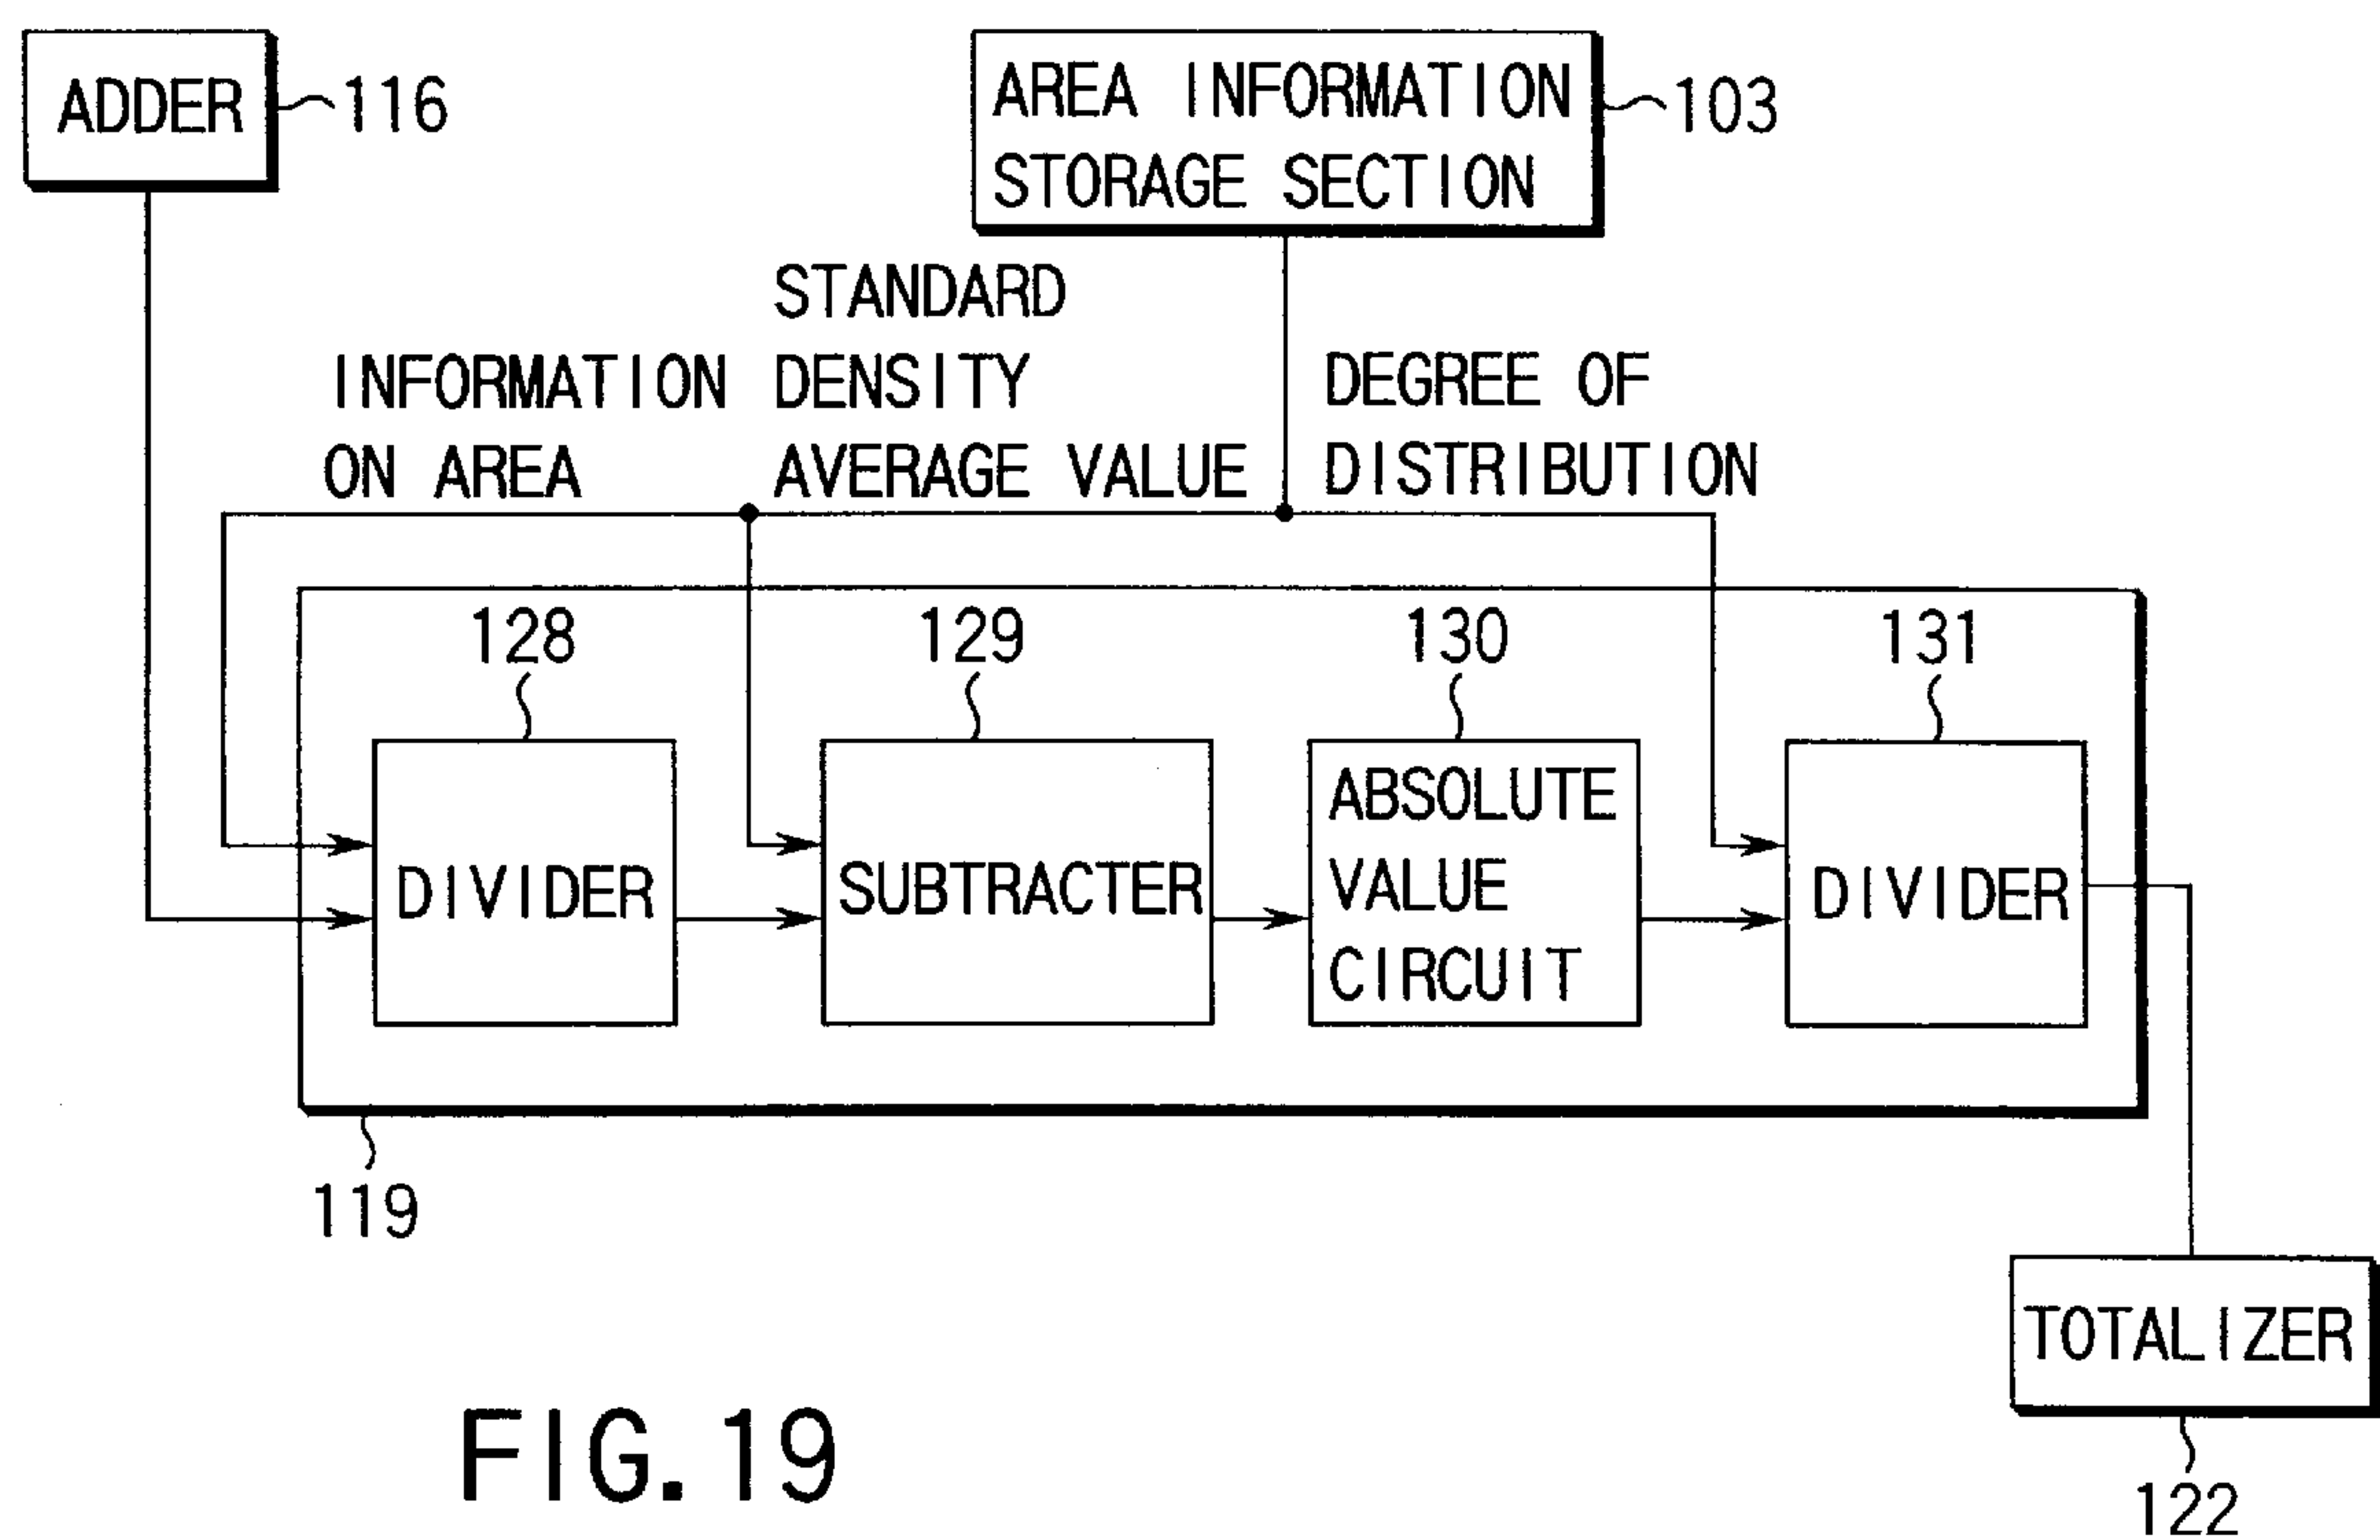 ADDER
116
AREA INFORMATION
STORAGE SECTION
103
INFORMATION
ON AREA
STANDARD
DENSITY
AVERAGE VALUE
DEGREE OF
DISTRIBUTION
128
129
130
131
DIVIDER
SUBTRACTER
ABSOLUTE
VALUE
CIRCUIT
DIVIDER
119
TOTALIZER
122
FIG. 19